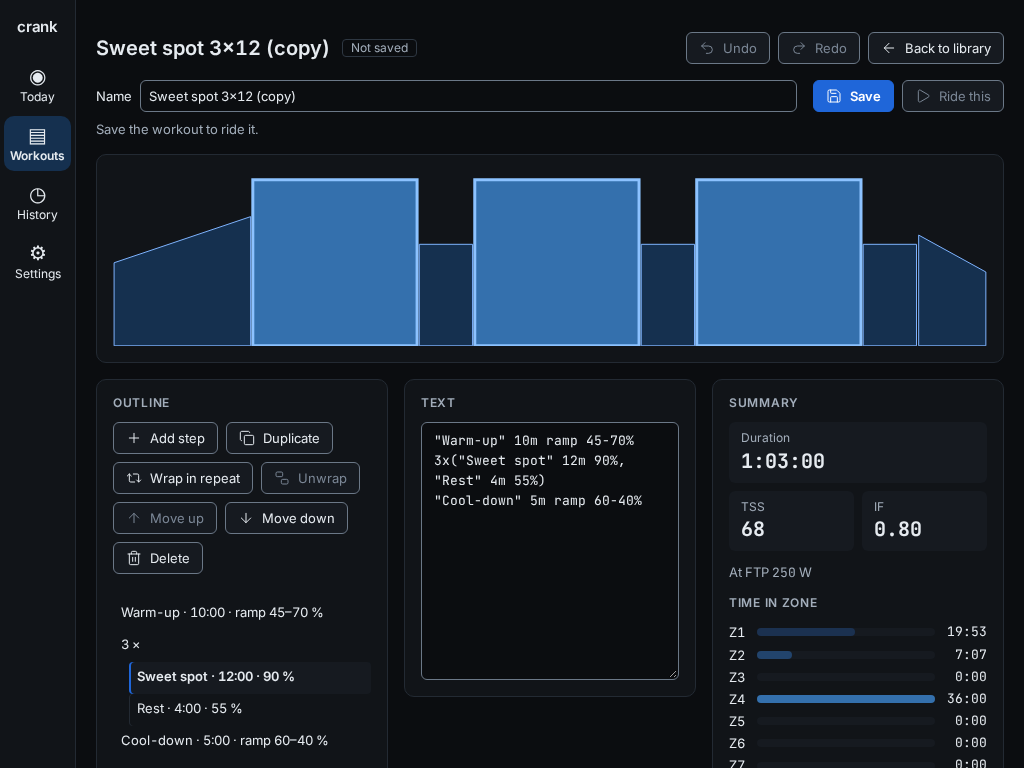 crank
Today
Workouts
History
Settings
Sweet spot 3×12 (copy)
Not saved
Undo
Redo
Back to library
Name
Sweet spot 3×12 (copy)
Save
Ride this
Save the workout to ride it.
OUTLINE
Add step
Duplicate
Wrap in repeat
Unwrap
Move up
Move down
Delete
Warm-up · 10:00 · ramp 45–70 %
3 ×
Sweet spot · 12:00 · 90 %
Rest · 4:00 · 55 %
Cool-down · 5:00 · ramp 60–40 %
TEXT
"Warm-up" 10m ramp 45-70%
3x("Sweet spot" 12m 90%,
"Rest" 4m 55%)
"Cool-down" 5m ramp 60-40%
SUMMARY
Duration
1:03:00
TSS
68
IF
0.80
At FTP 250 W
TIME IN ZONE
Z1 19:53
Z2 7:07
Z3 0:00
Z4 36:00
Z5 0:00
Z6 0:00
Z7 0:00